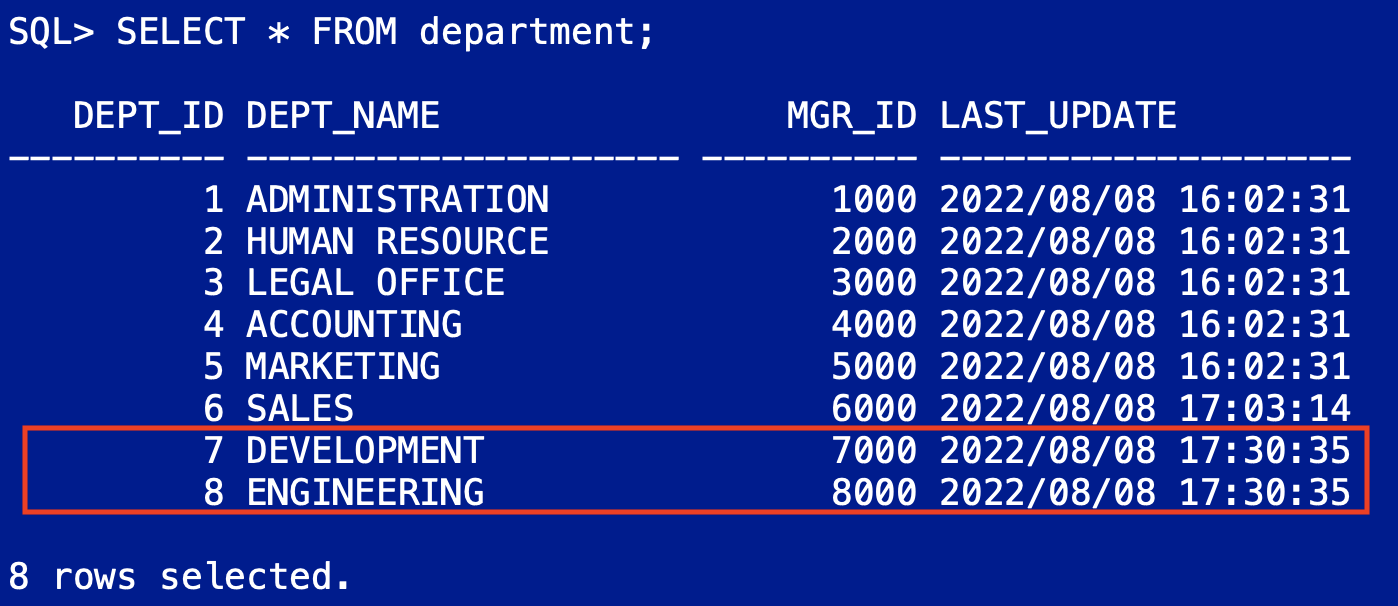 SQL> SELECT * FROM department;
   DEPT_ID DEPT_NAME                MGR_ID LAST_UPDATE
---------- -------------------- ---------- -------------------
         1 ADMINISTRATION             1000 2022/08/08 16:02:31
         2 HUMAN RESOURCE             2000 2022/08/08 16:02:31
         3 LEGAL OFFICE               3000 2022/08/08 16:02:31
         4 ACCOUNTING                 4000 2022/08/08 16:02:31
         5 MARKETING                  5000 2022/08/08 16:02:31
         6 SALES                      6000 2022/08/08 17:03:14
         7 DEVELOPMENT                7000 2022/08/08 17:30:35
         8 ENGINEERING                8000 2022/08/08 17:30:35
8 rows selected.